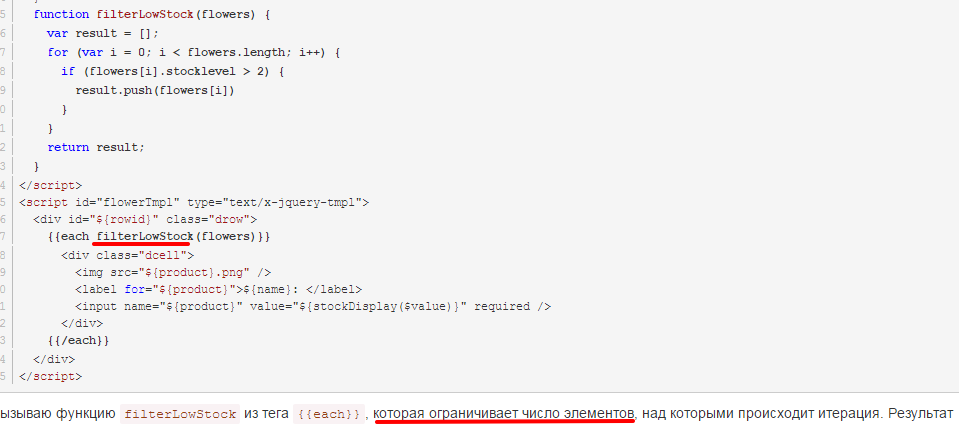 5 function filterLowStock(flowers) {
6 var result = [];
7 for (var i = 0; i < flowers.length; i++) {
8 if (flowers[i].stocklevel > 2) {
9 result.push(flowers[i])
0 }
1 }
2 return result;
3 }
4 </script>
5 <script id="flowerTmpl" type="text/x-jquery-tmpl">
6 <div id="${rowid}" class="drow">
7 {{each filterLowStock(flowers)}}
8 <div class="dcell">
9 <img src="${product}.png" />
0 <label for="${product}">${name}: </label>
1 <input name="${product}" value="${stockDisplay($value)}" required />
2 </div>
3 {{/each}}
4 </div>
5 </script>
ызываю функцию filterLowStock из тега {{each}}, которая ограничивает число элементов, над которыми происходит итерация. Результат